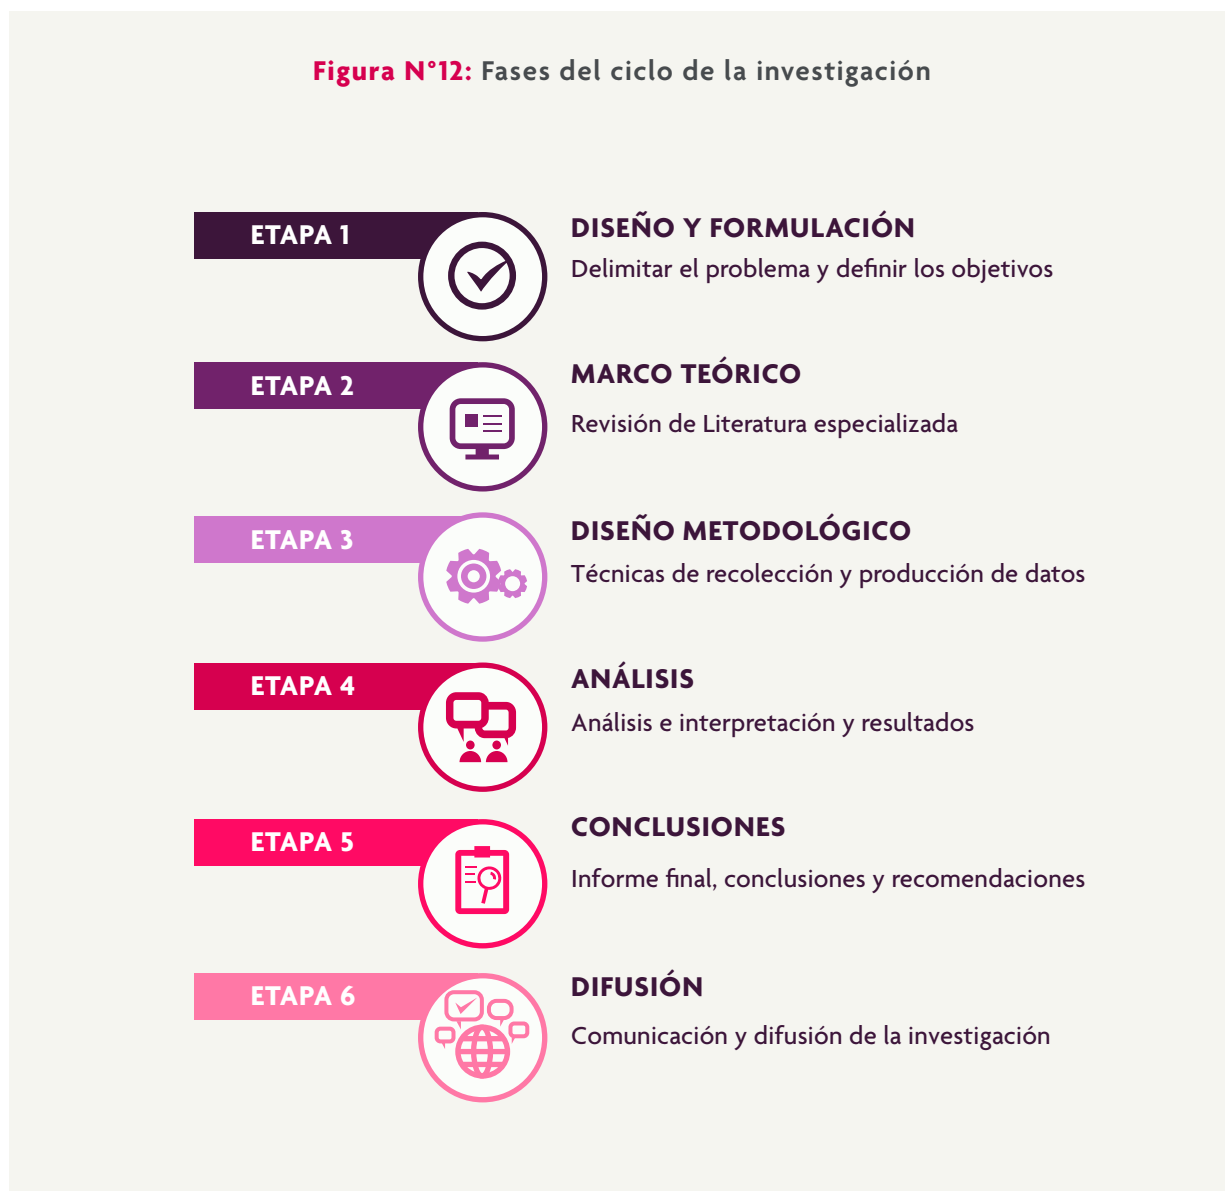 Figura N°12: Fases del ciclo de la investigación
ETAPA 1
DISEÑO Y FORMULACIÓN
Delimitar el problema y definir los objetivos
ETAPA 2
MARCO TEÓRICO
Revisión de Literatura especializada
ETAPA 3
DISEÑO METODOLÓGICO
Técnicas de recolección y producción de datos
ETAPA 4
ANÁLISIS
Análisis e interpretación y resultados
ETAPA 5
CONCLUSIONES
Informe final, conclusiones y recomendaciones
ETAPA 6
DIFUSIÓN
Comunicación y difusión de la investigación